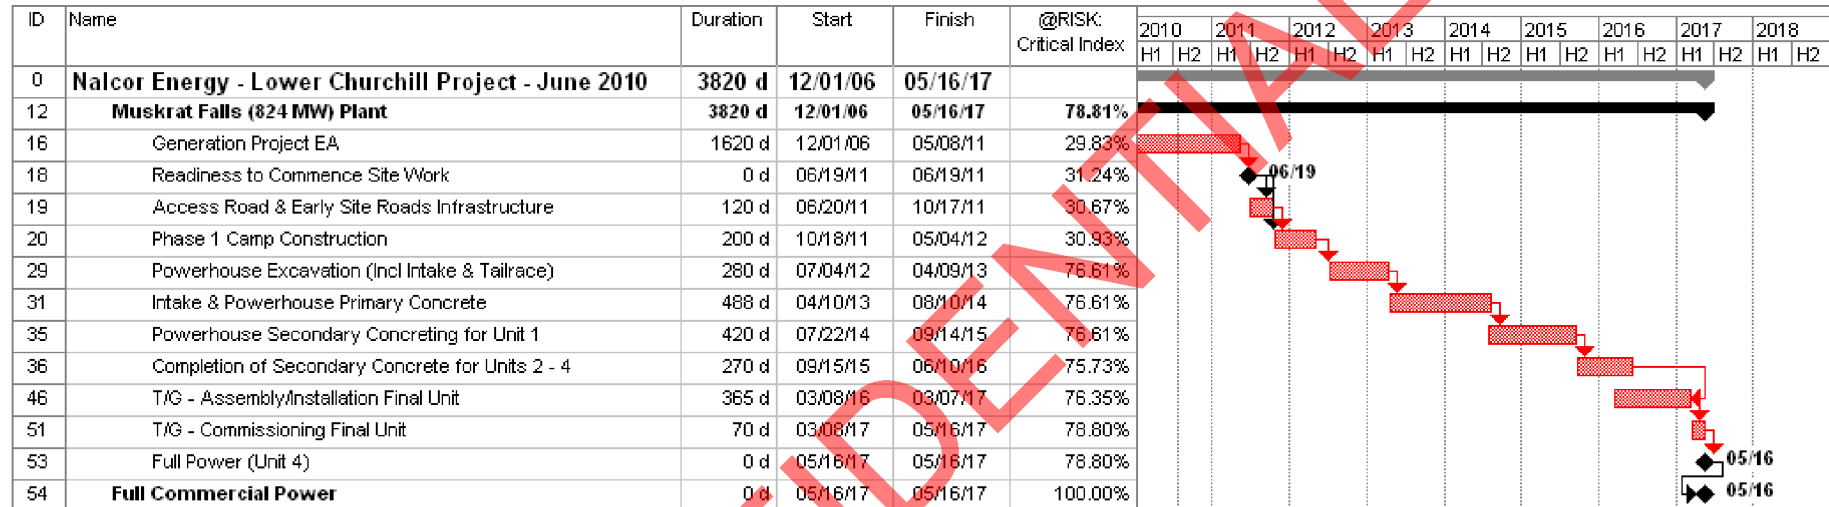 ID Name Duration Start Finish @RISK: Critical Index
2010 2011 2012 2013 2014 2015 2016 2017 2018
H1 H2 H1 H2 H1 H2 H1 H2 H1 H2 H1 H2 H1 H2 H1 H2 H1 H2
0 Nalcor Energy - Lower Churchill Project - June 2010 3820 d 12/01/06 05/16/17
12 Muskrat Falls (824 MW) Plant 3820 d 12/01/06 05/16/17 78.81%
16 Generation Project EA 1620 d 12/01/06 05/08/11 29.83%
18 Readiness to Commence Site Work 0 d 06/19/11 06/19/11 31.24% 06/19
19 Access Road & Early Site Roads Infrastructure 120 d 06/20/11 10/17/11 30.67%
20 Phase 1 Camp Construction 200 d 10/18/11 05/04/12 30.93%
29 Powerhouse Excavation (Incl Intake & Tailrace) 280 d 07/04/12 04/09/13 76.61%
31 Intake & Powerhouse Primary Concrete 488 d 04/10/13 08/10/14 76.61%
35 Powerhouse Secondary Concreting for Unit 1 420 d 07/22/14 09/14/15 76.61%
36 Completion of Secondary Concrete for Units 2 - 4 270 d 09/15/15 06/10/16 75.73%
46 T/G - Assembly/Installation Final Unit 365 d 03/08/16 03/07/17 76.35%
51 T/G - Commissioning Final Unit 70 d 03/08/17 05/16/17 78.80%
53 Full Power (Unit 4) 0 d 05/16/17 05/16/17 78.80% 05/16
54 Full Commercial Power 0 d 05/16/17 05/16/17 100.00% 05/16
IDENTIAL